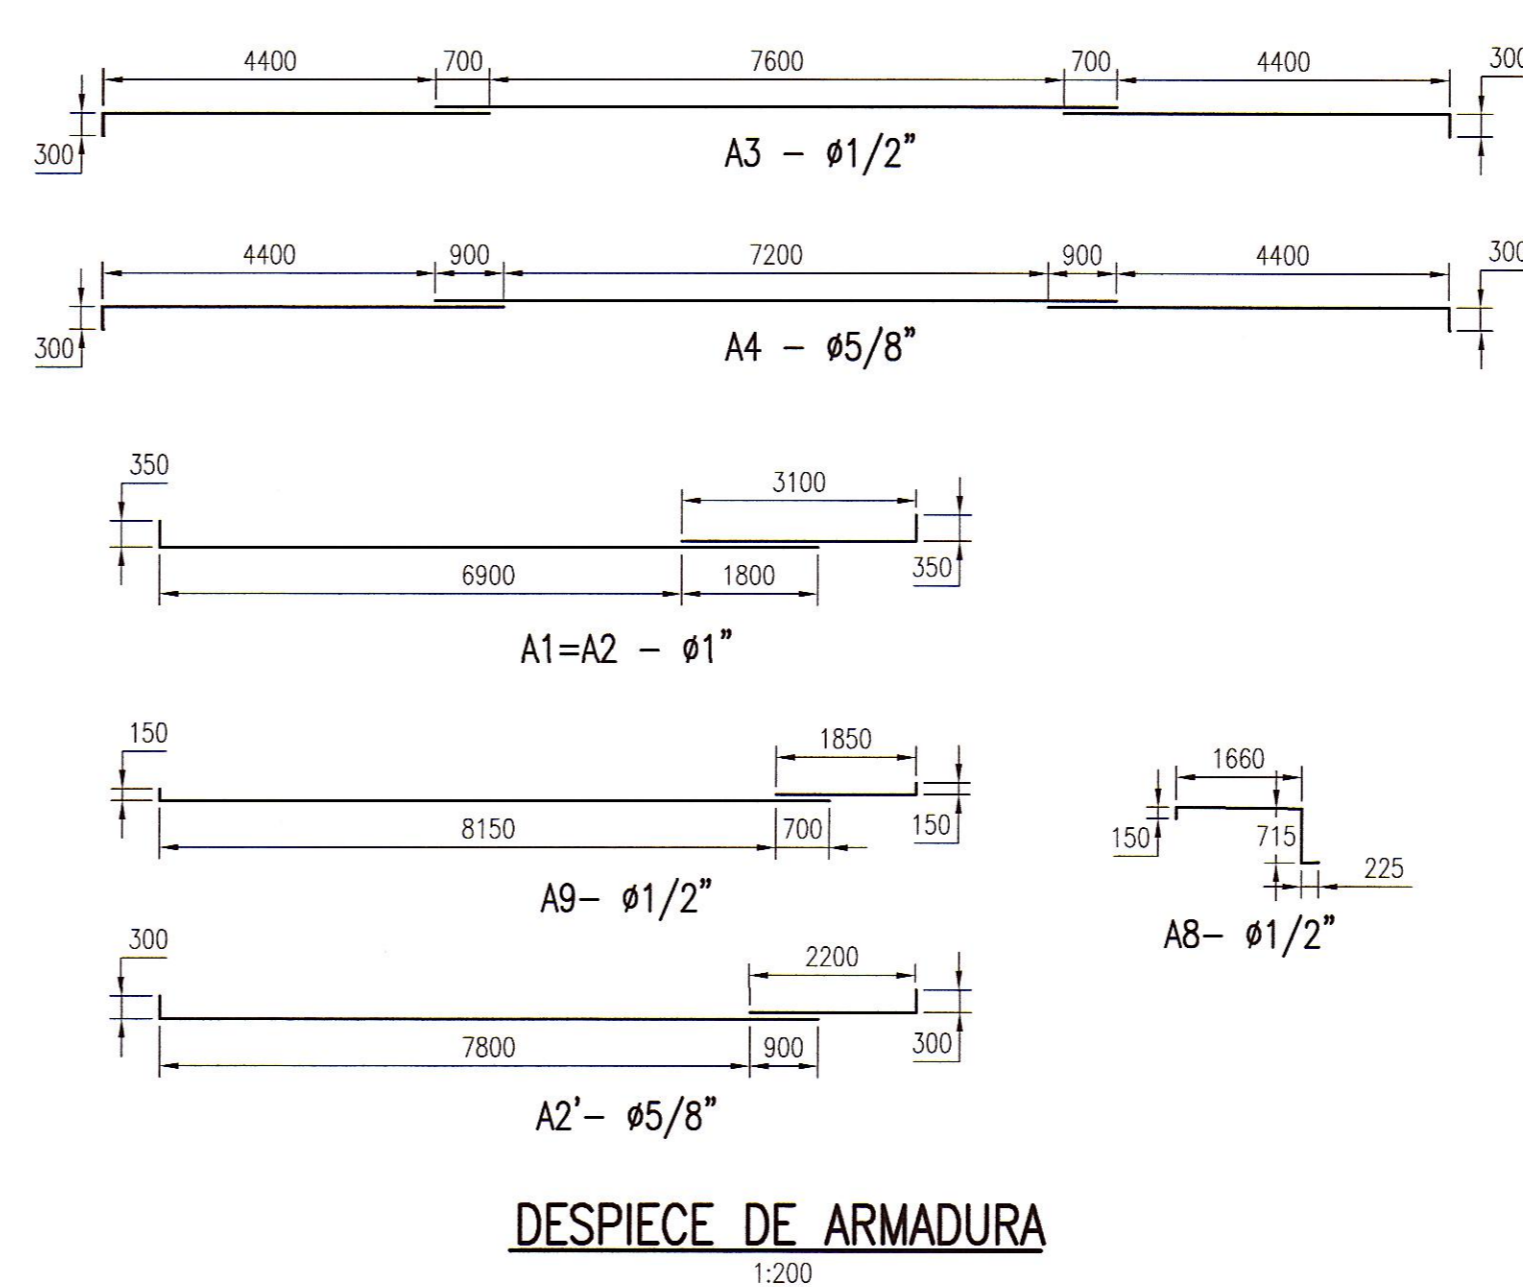 4400 700 7600 700 4400 300
300
A3 - ø1/2”
4400 900 7200 900 4400 300
300
A4 - ø5/8”
350
3100
6900 1800 350
A1=A2 - ø1”
150
1850
8150 700 150
A9- ø1/2”
1660
150 715
225
A8- ø1/2”
300
2200
7800 900 300
A2'- ø5/8”
DESPIECE DE ARMADURA
1:200